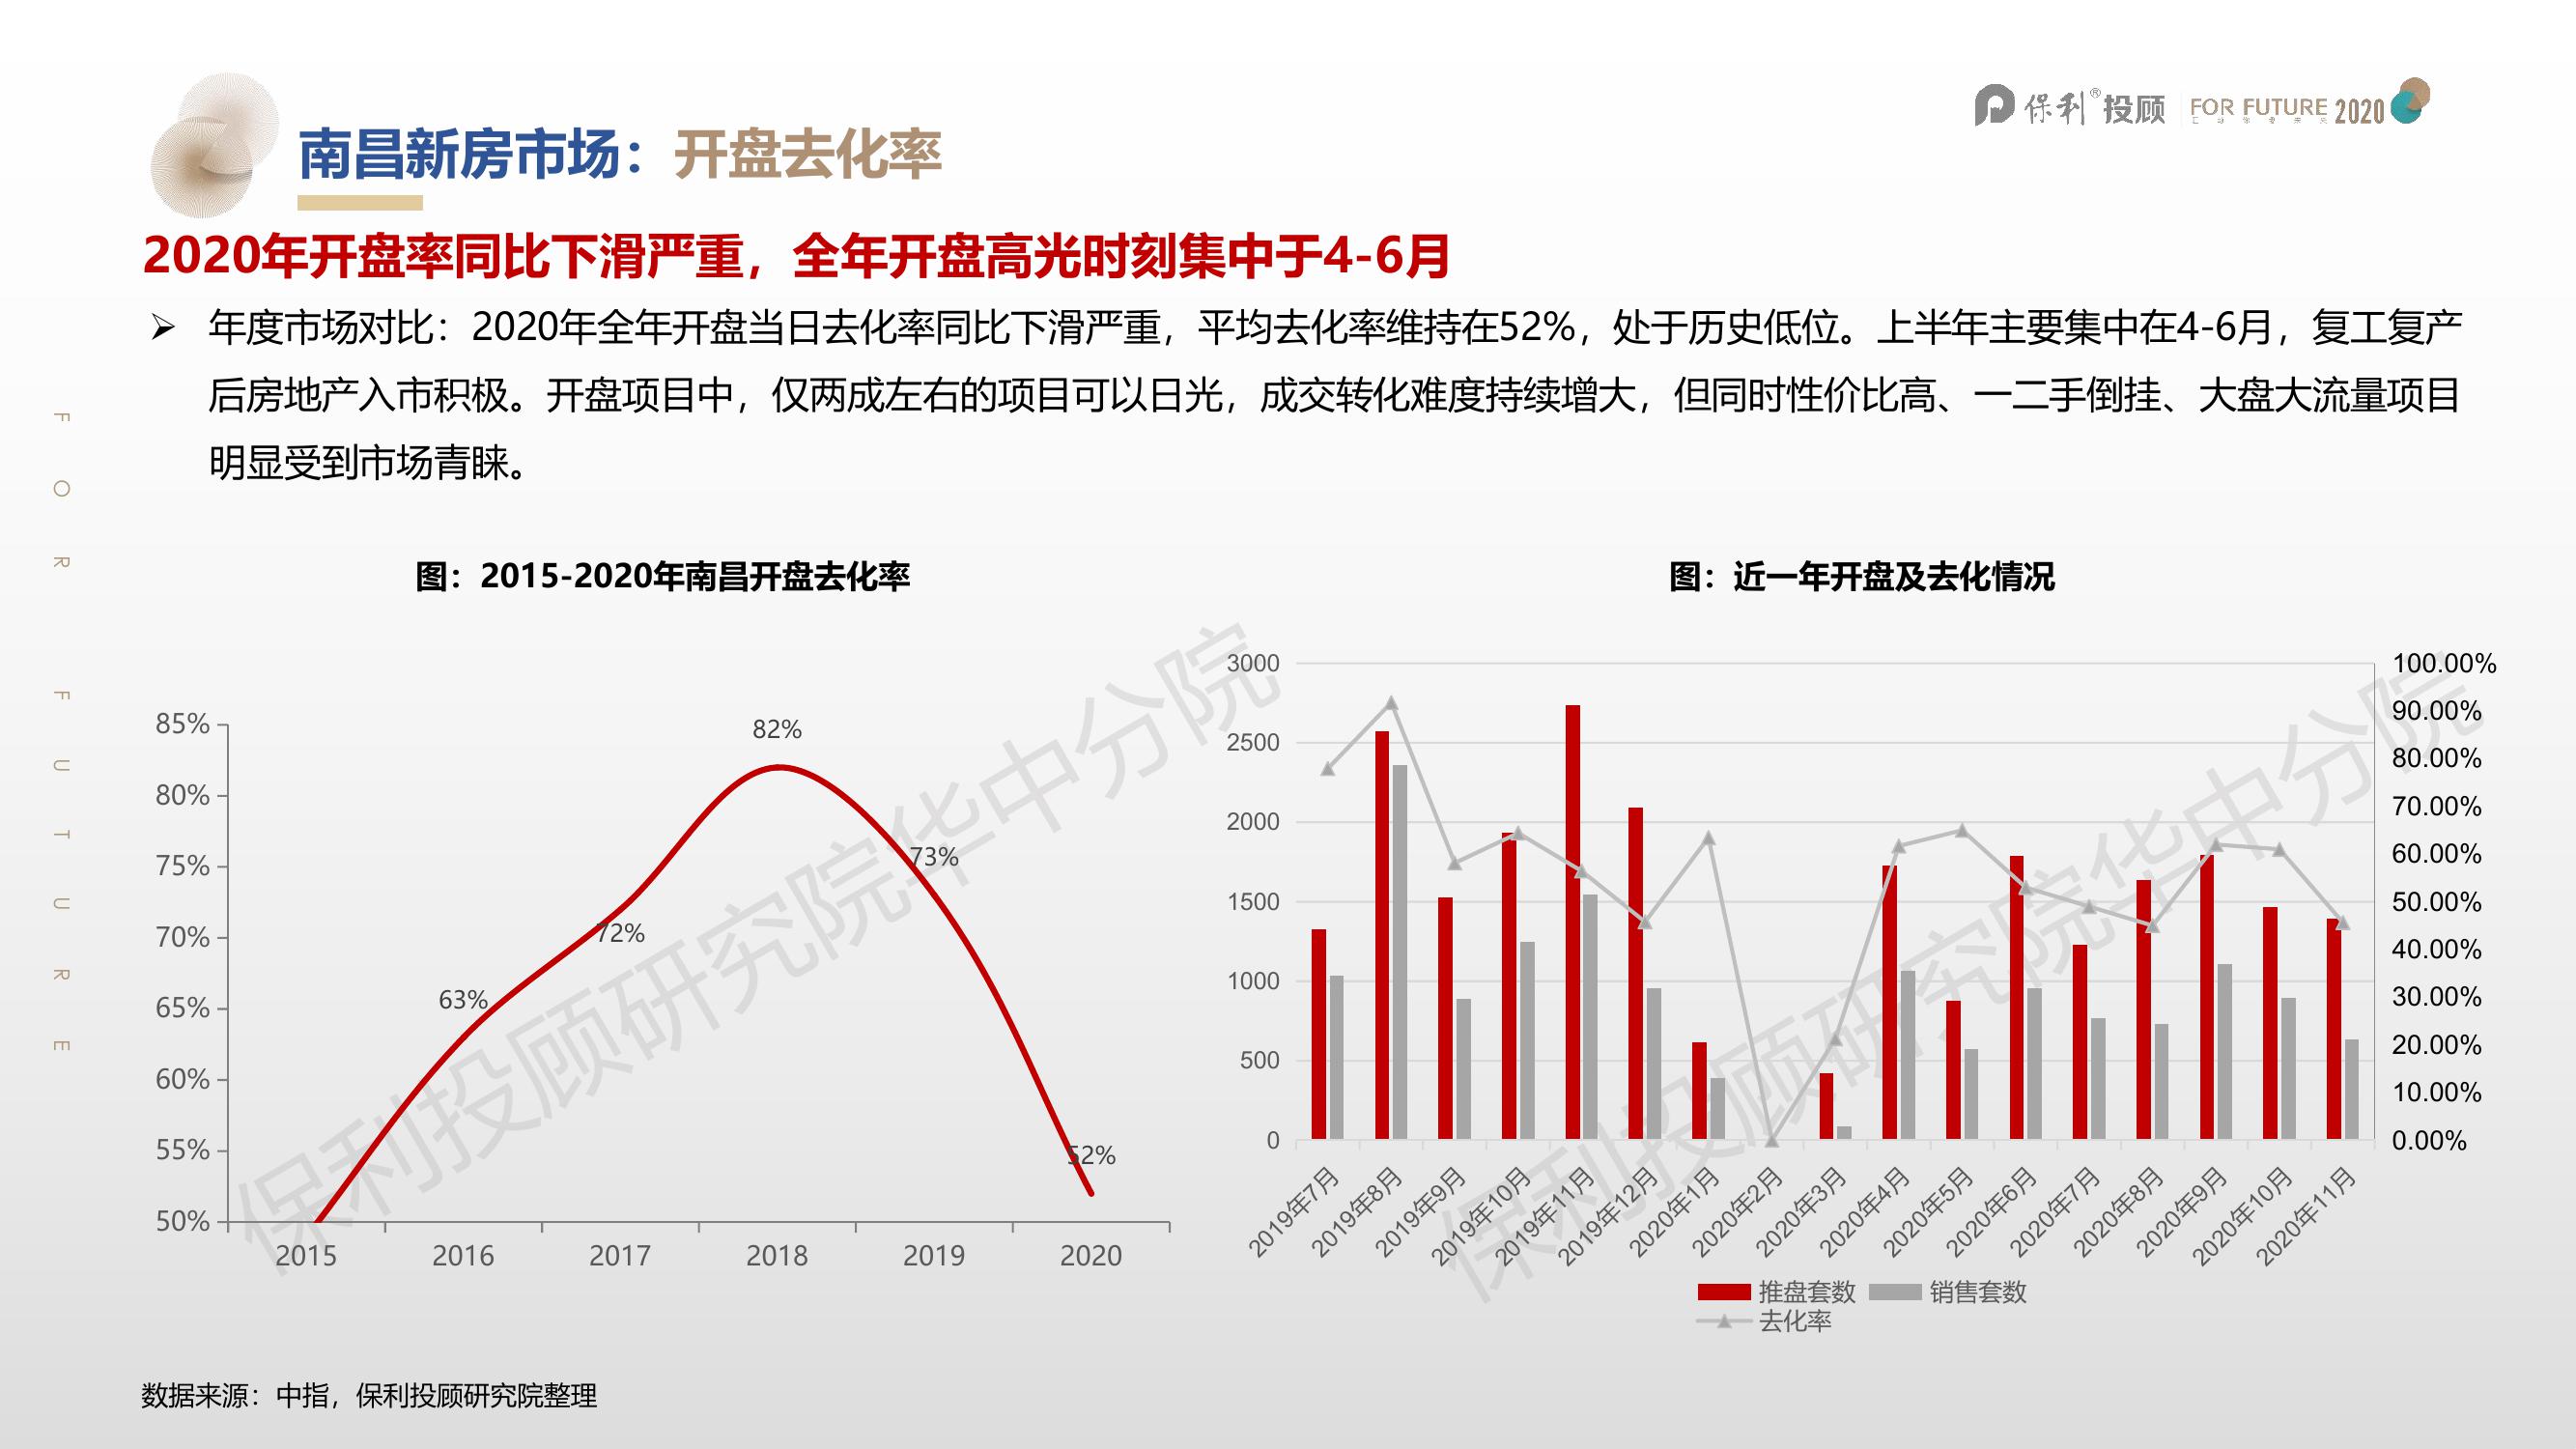 保利®投顾 FOR FUTURE 2020
南昌新房市场：开盘去化率
2020年开盘率同比下滑严重，全年开盘高光时刻集中于4-6月
➢ 年度市场对比：2020年全年开盘当日去化率同比下滑严重，平均去化率维持在52%，处于历史低位。上半年主要集中在4-6月，复工复产
后房地产入市积极。开盘项目中，仅两成左右的项目可以日光，成交转化难度持续增大，但同时性价比高、一二手倒挂、大盘大流量项目
明显受到市场青睐。
FOR FUTURE
图：2015-2020年南昌开盘去化率
85%
80%
75%
70%
65%
60%
55%
50%
63%
72%
82%
73%
52%
2015 2016 2017 2018 2019 2020
保利投顾研究院华中分院
图：近一年开盘及去化情况
3000
2500
2000
1500
1000
500
0
100.00%
90.00%
80.00%
70.00%
60.00%
50.00%
40.00%
30.00%
20.00%
10.00%
0.00%
2019年7月 2019年8月 2019年9月 2019年10月 2019年11月 2019年12月 2020年1月 2020年2月 2020年3月 2020年4月 2020年5月 2020年6月 2020年7月 2020年8月 2020年9月 2020年10月 2020年11月
推盘套数 销售套数
去化率
保利投顾研究院华中分院
数据来源：中指，保利投顾研究院整理